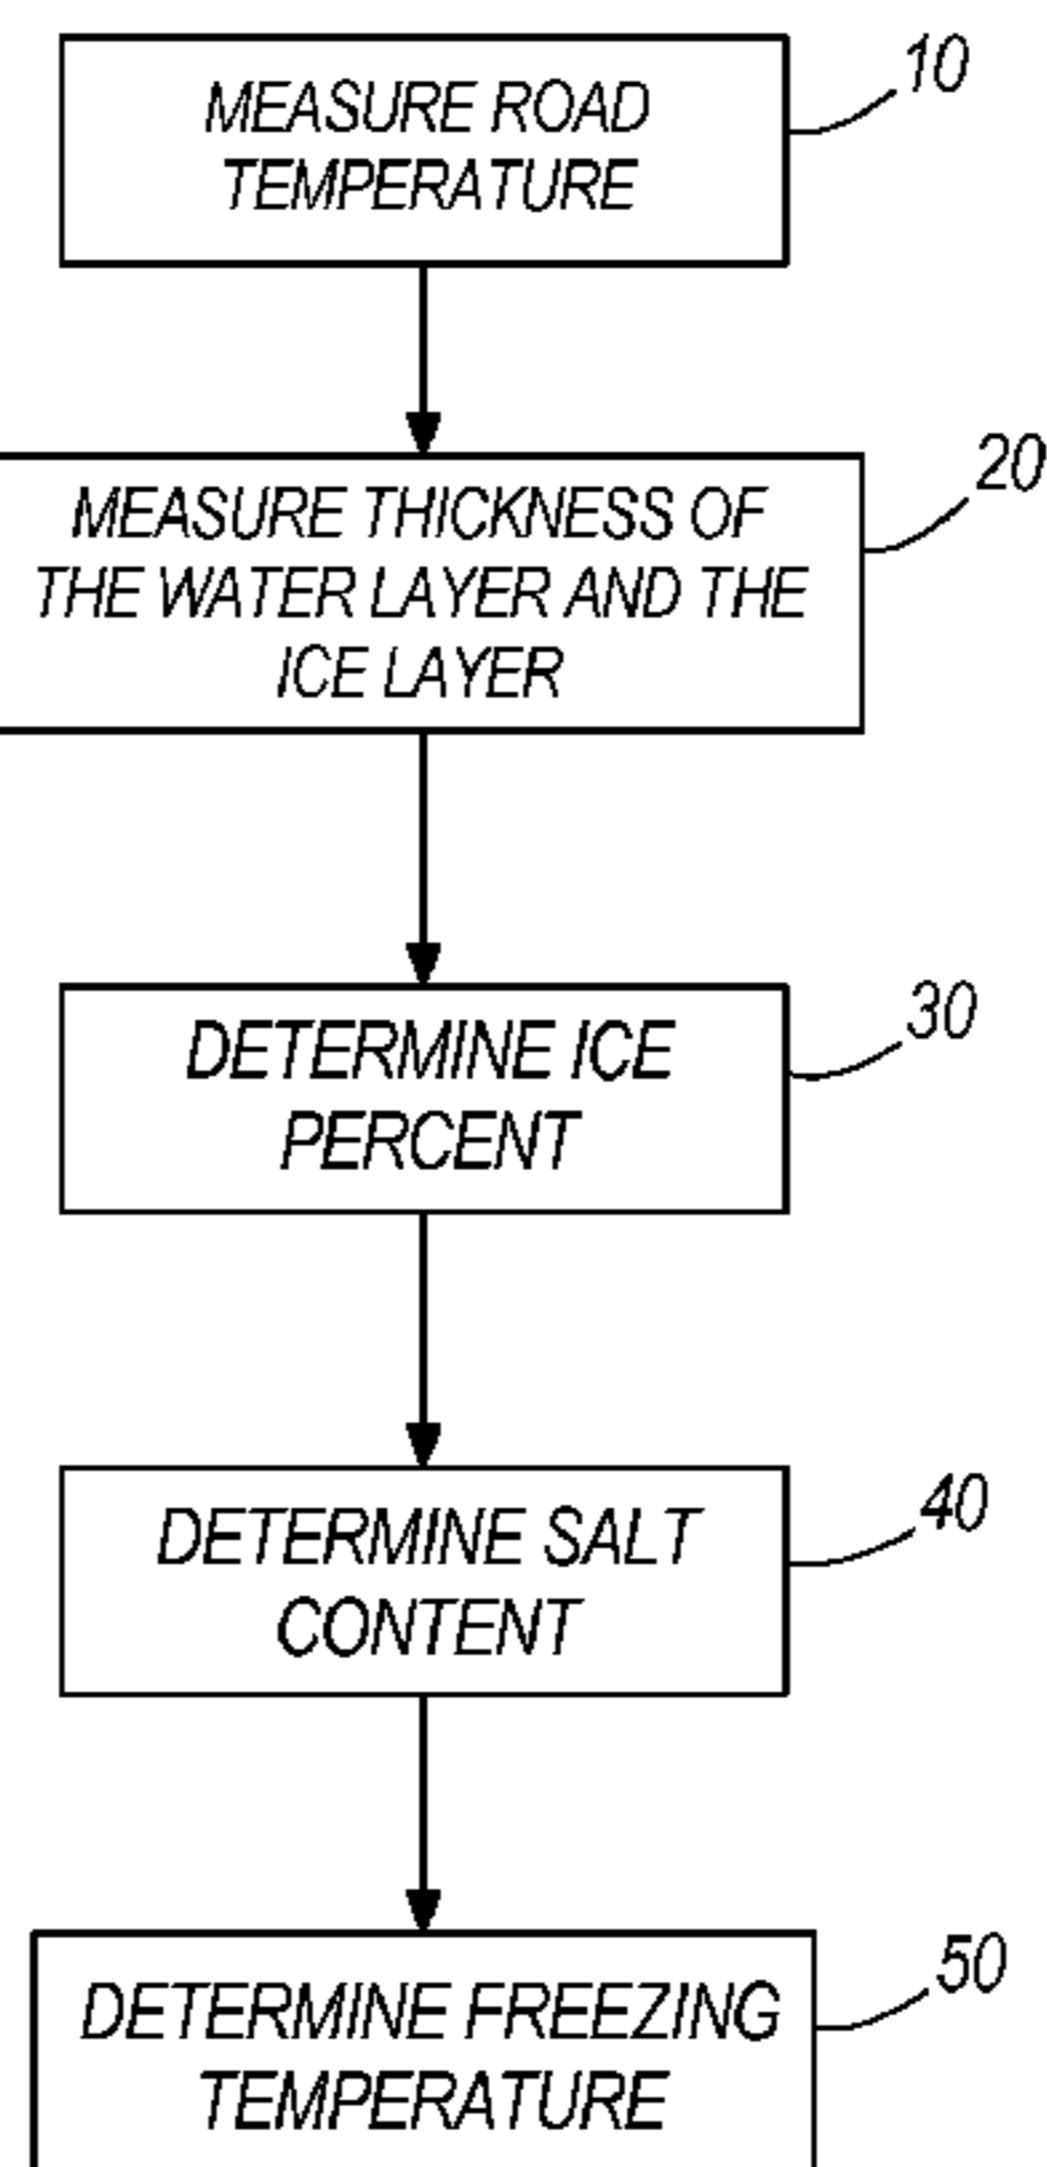 MEASURE ROAD
TEMPERATURE
10
MEASURE THICKNESS OF
THE WATER LAYER AND THE
ICE LAYER
20
DETERMINE ICE
PERCENT
30
DETERMINE SALT
CONTENT
40
DETERMINE FREEZING
TEMPERATURE
50